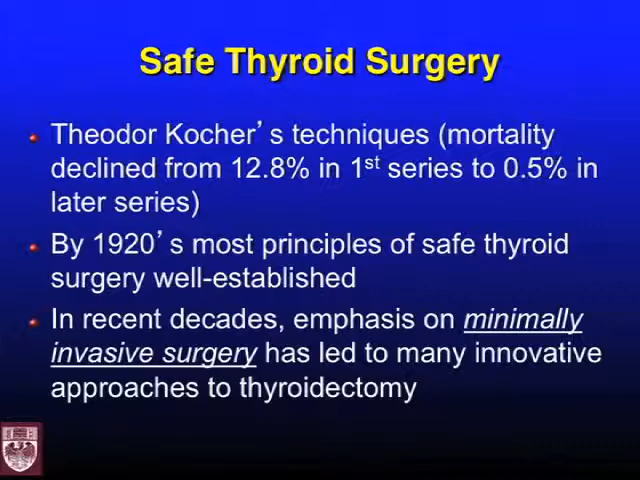 Safe Thyroid Surgery
Theodor Kocher's techniques (mortality
declined from 12.8% in 1st series to 0.5% in
later series)
By 1920's most principles of safe thyroid
surgery well-established
In recent decades, emphasis on minimally
invasive surgery has led to many innovative
approaches to thyroidectomy